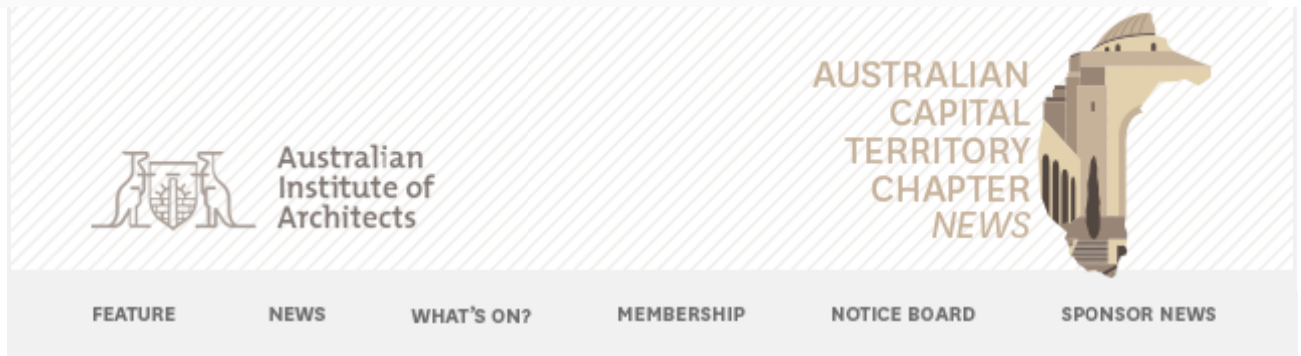 AUSTRALIAN
CAPITAL
TERRITORY
CHAPTER
NEWS
Australian
Institute of
Architects
FEATURE NEWS WHAT'S ON? MEMBERSHIP NOTICE BOARD SPONSOR NEWS